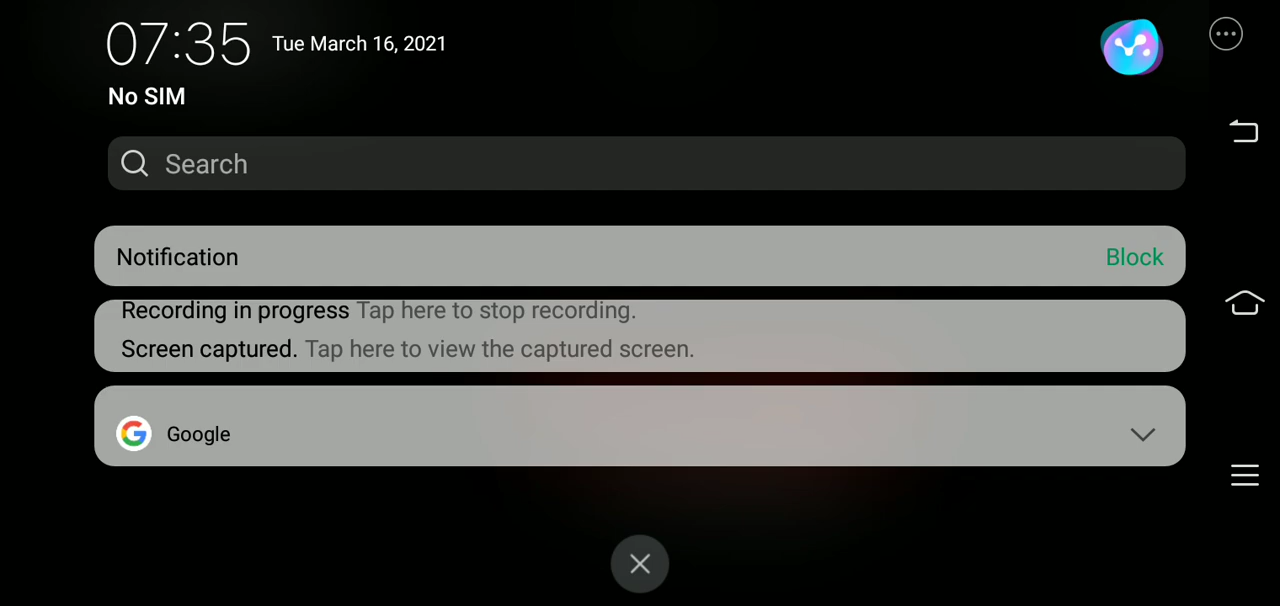 07:35 Tue March 16, 2021
No SIM
Search
Notification Block
Recording in progress Tap here to stop recording.
Screen captured. Tap here to view the captured screen.
Google